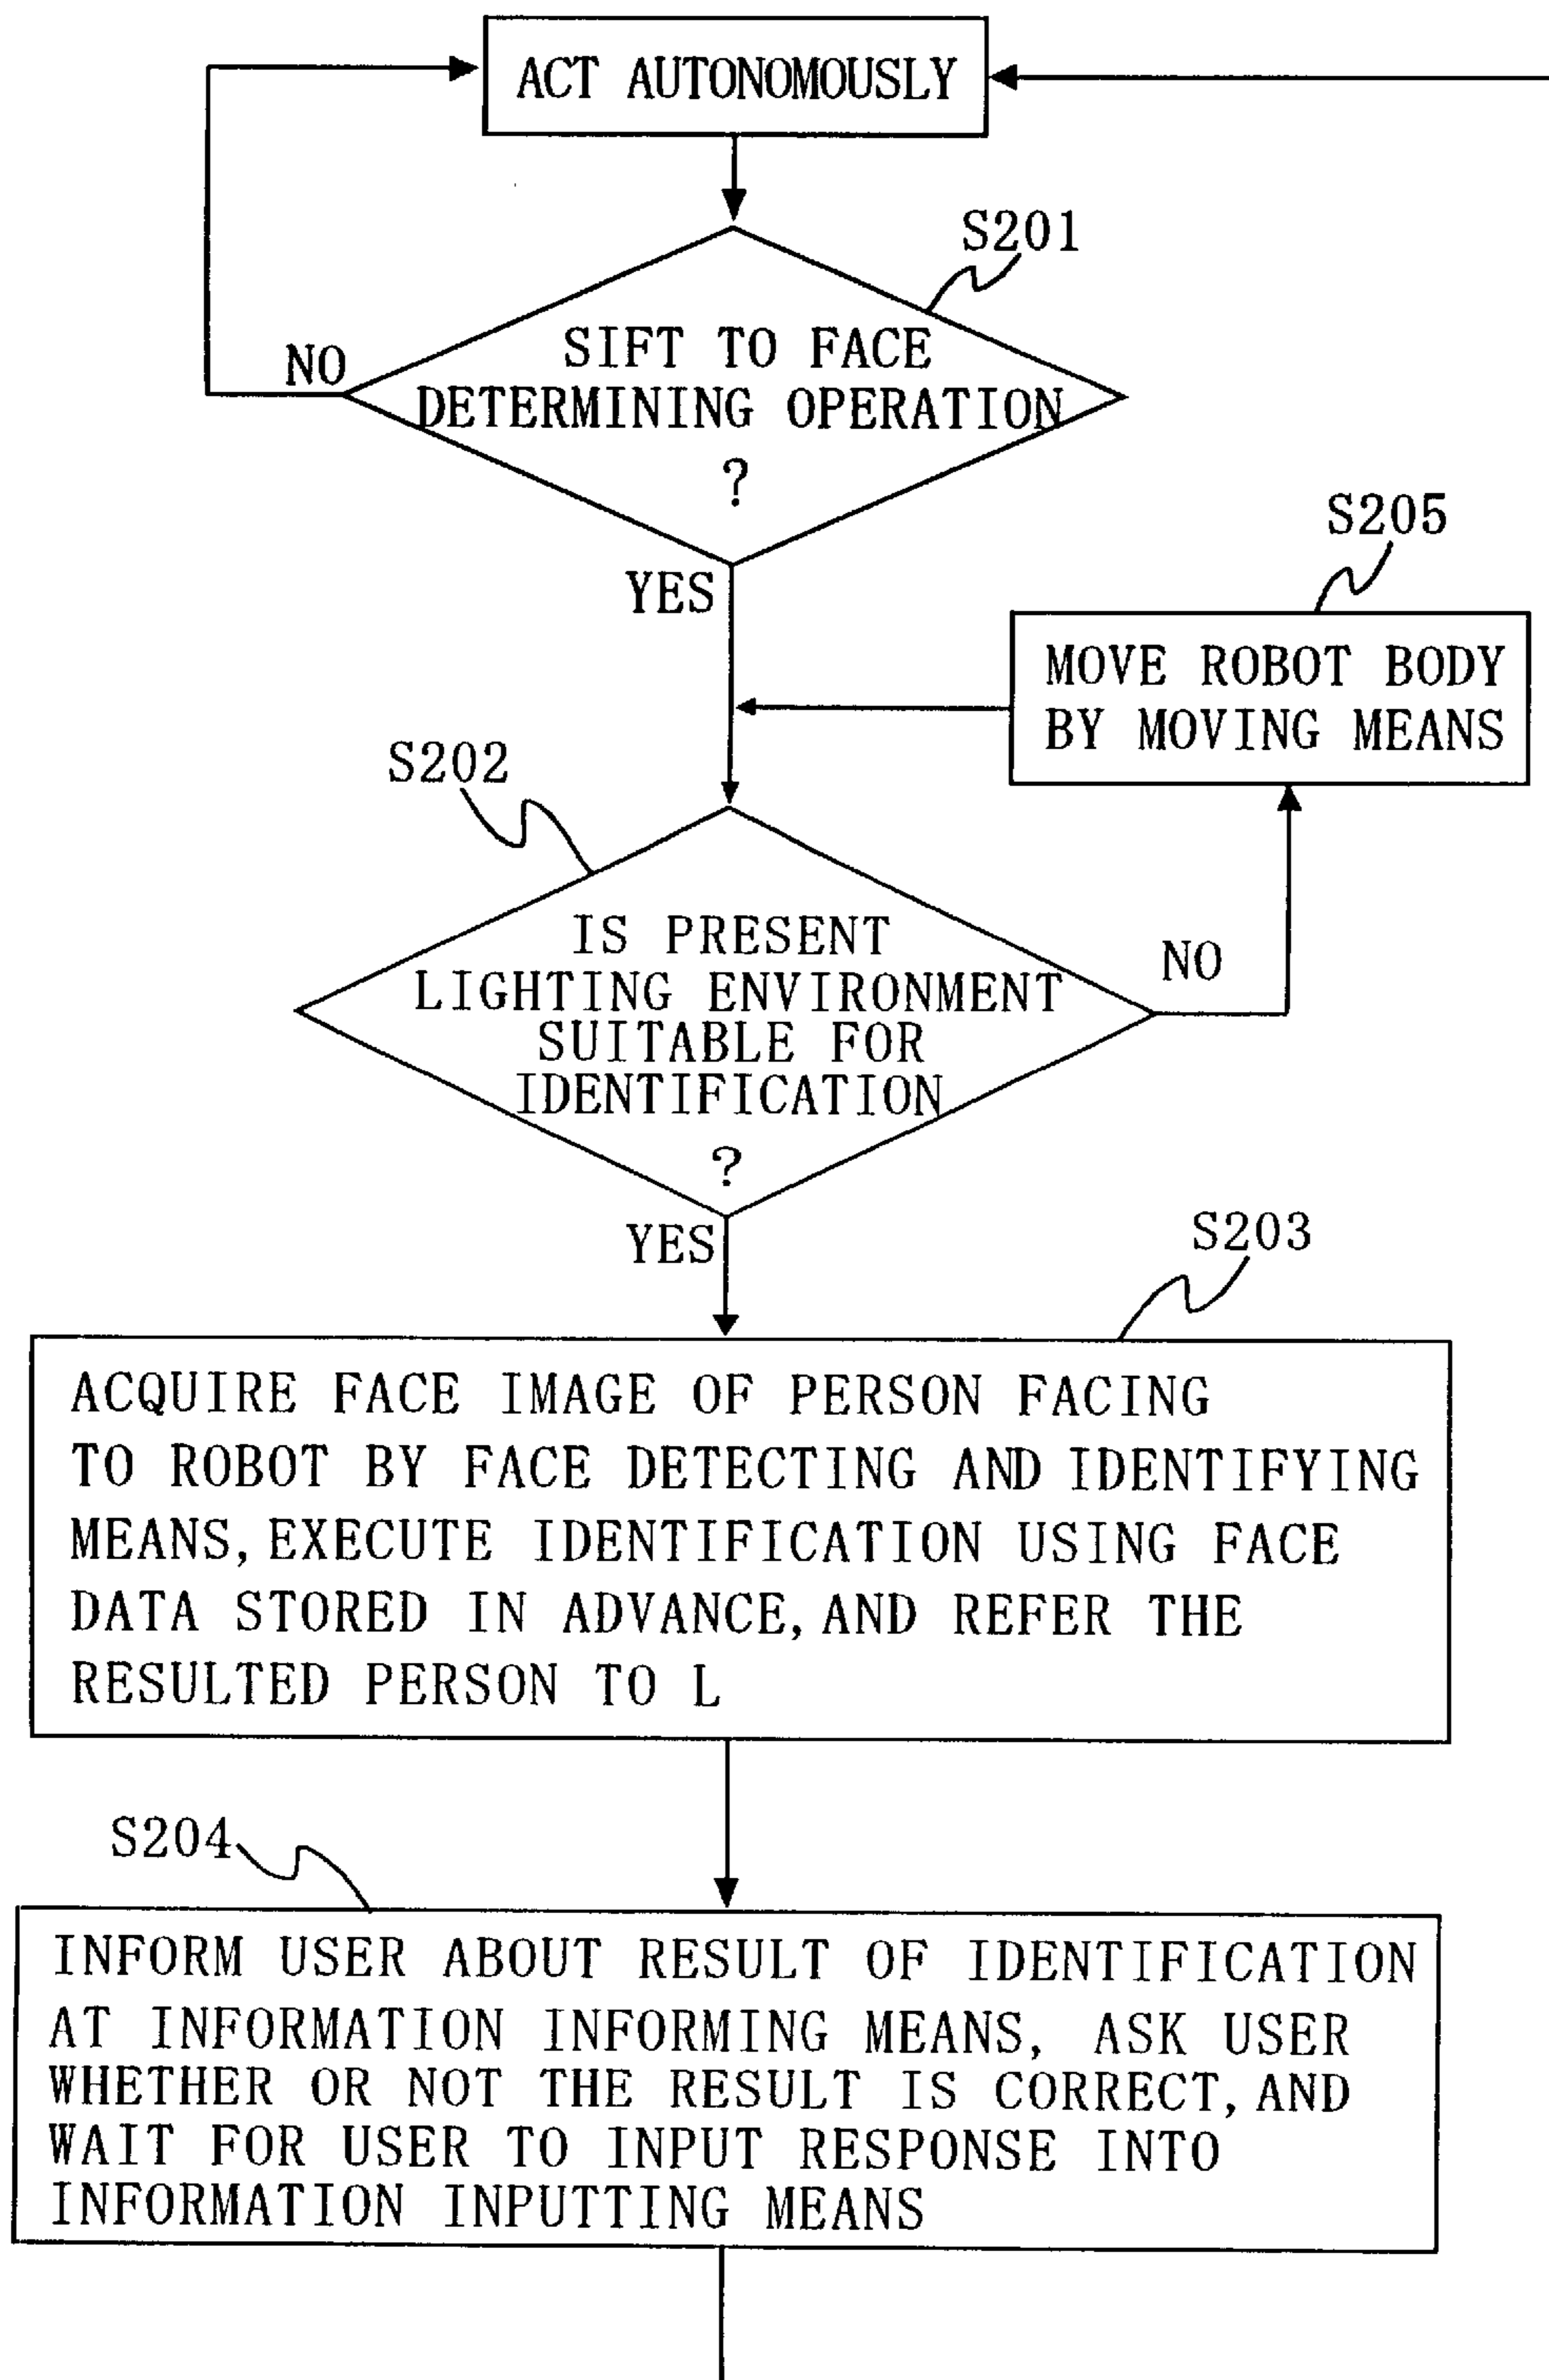 ACT AUTONOMOUSLY
S201
SIFT TO FACE
NO
DETERMINING OPERATION
?
S205
YES
MOVE ROBOT BODY
BY MOVING MEANS
S202
IS PRESENT
NO
LIGHTING ENVIRONMENT
SUITABLE FOR
IDENTIFICATION
?
S203
YES
ACQUIRE FACE IMAGE OF PERSON FACING
TO ROBOT BY FACE DETECTING AND IDENTIFYING
MEANS, EXECUTE IDENTIFICATION USING FACE
DATA STORED IN ADVANCE, AND REFER THE
RESULTED PERSON TO L
S204
INFORM USER ABOUT RESULT OF IDENTIFICATION
AT INFORMATION INFORMING MEANS, ASK USER
WHETHER OR NOT THE RESULT IS CORRECT, AND
WAIT FOR USER TO INPUT RESPONSE INTO
INFORMATION INPUTTING MEANS